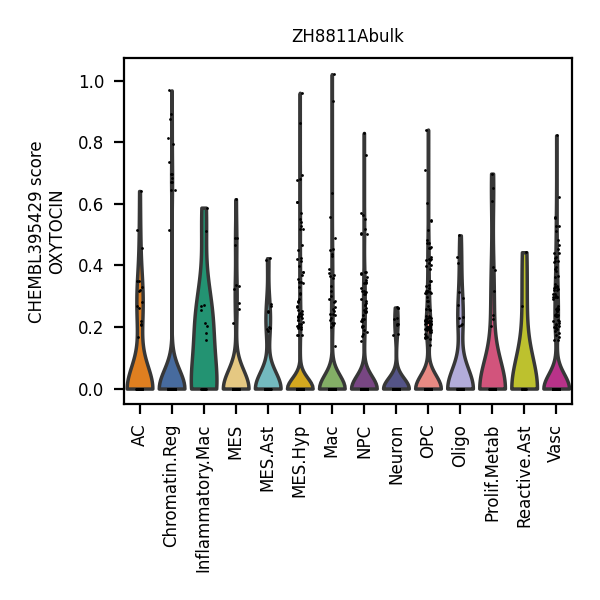 ZH8811Abulk
CHEMBL395429 score
OXYTOCIN
1.0
0.8
0.6
0.4
0.2
0.0
AC
Chromatin.Reg
Inflammatory.Mac
MES
MES.Ast
MES.Hyp
Mac
NPC
Neuron
OPC
Oligo
Prolif.Metab
Reactive.Ast
Vasc